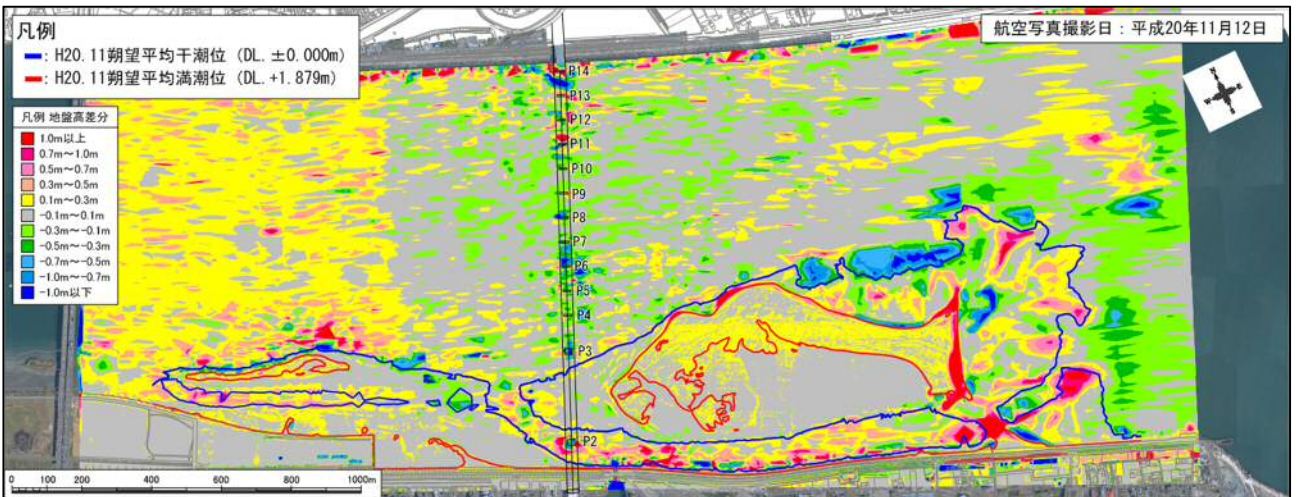 凡例
: H20.11朔望平均干潮位 (DL. ±0.000m)
: H20.11朔望平均満潮位 (DL. +1.879m)
航空写真撮影日:平成20年11月12日
N
W
E
S
凡例 地盤高差分
1.0m以上
0.7m～1.0m
0.5m～0.7m
0.3m～0.5m
0.1m～0.3m
-0.1m～0.1m
-0.3m～-0.1m
-0.5m～-0.3m
-0.7m～-0.5m
-1.0m～-0.7m
-1.0m以下
P14
P13
P12
P11
P10
P9
P8
P7
P6
P5
P4
P3
P2
0 200 400 600 800 1000m